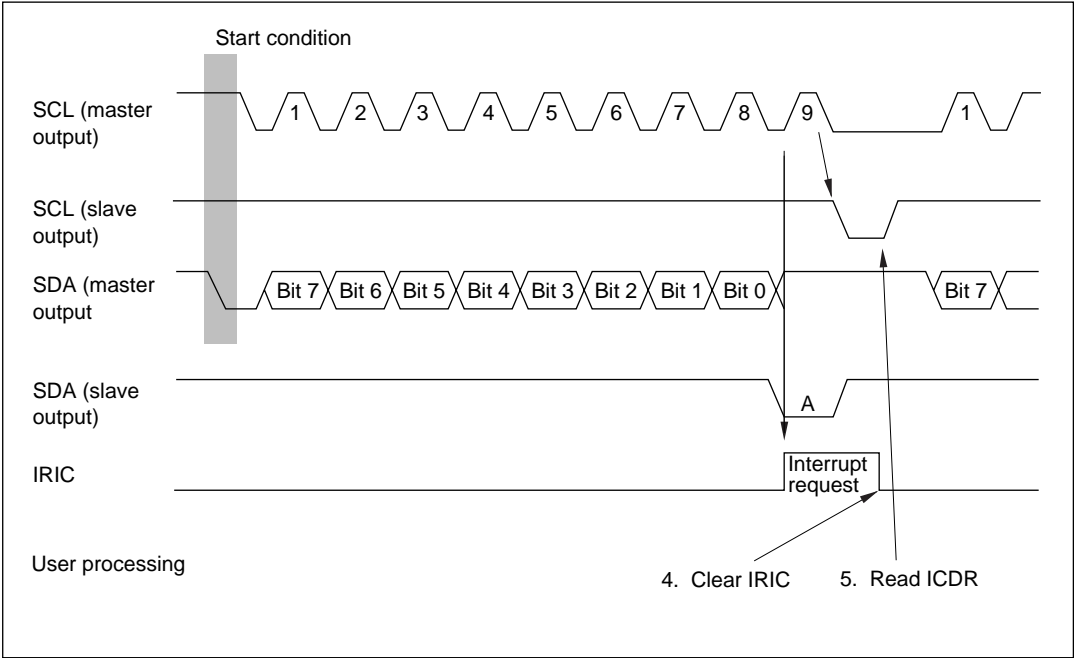 Start condition
SCL (master
output)
1 2 3 4 5 6 7 8 9 1
SCL (slave
output)
SDA (master
output
Bit 7 Bit 6 Bit 5 Bit 4 Bit 3 Bit 2 Bit 1 Bit 0 Bit 7
SDA (slave
output)
A
IRIC
Interrupt
request
User processing
4. Clear IRIC
5. Read ICDR